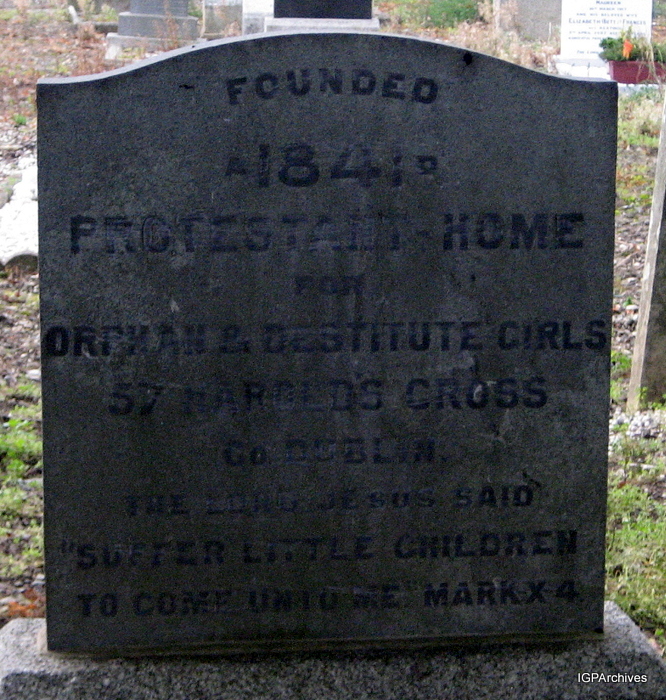 FOUNDED
A 1841 D
PROTESTANT HOME
FOR
ORPHAN & DESTITUTE GIRLS
57 HAROLDS CROSS
Co. DUBLIN.
THE LORD JESUS SAID
"SUFFER LITTLE CHILDREN
TO COME UNTO ME." MARK X-4
IGPArchives